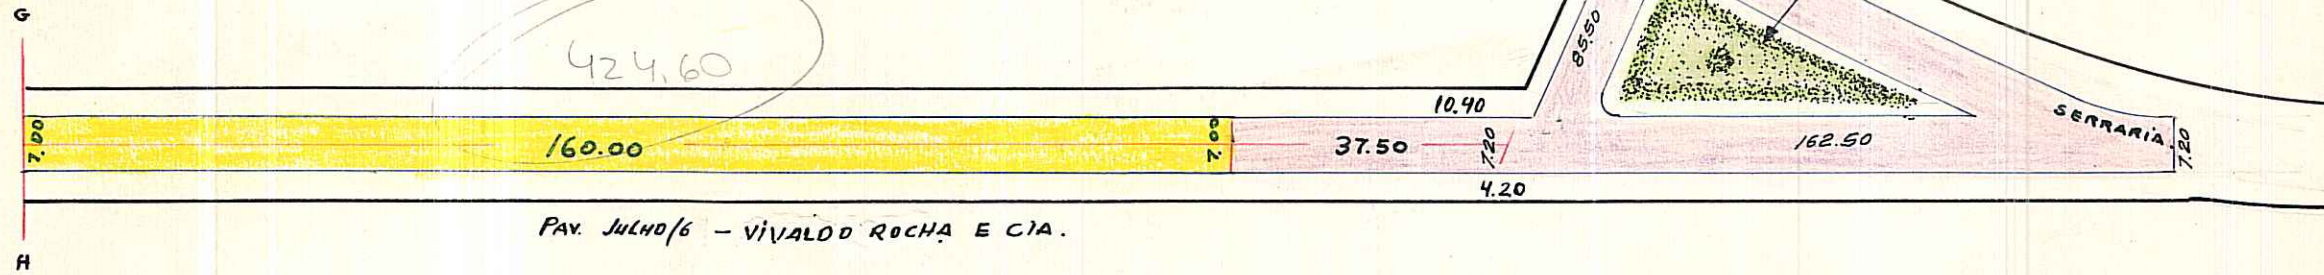 G
424.60
85.50
10.40
7.00
160.00
7.00
37.50
7.20
162.50
SERRARIA.
7.20
4.20
PAV. JULHO/6 - VIVALDO ROCHA E CIA.
H